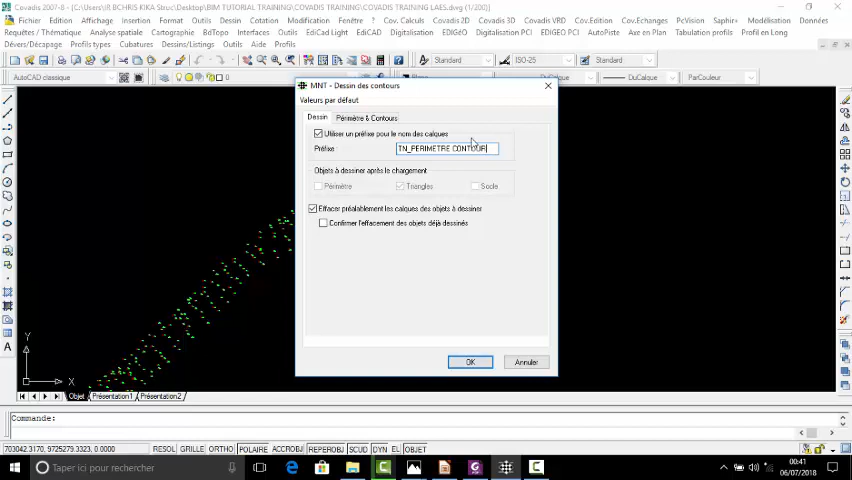 Covadis 2007-8 - [C:\Users\IR BCHRIS-KIKA Struc\Desktop\BIM TUTORIAL TRAINING\COVADIS TRAINING LAES.dwg (1/200)]
Fichier Edition Affichage Insertion Format Outils Dessin Cotation Modification Fenêtre ? Cov. Calculs Covadis 2D Covadis 3D Covadis VRD Cov.Edition Cov.Echanges PcVision Saphir+ Modélisation Données
Requêtes / Thématique Analyse spatiale Cartographie BdTopo Interfaces Outils EdiCad Light EdiCAD Digitalisation EDIGéO Digitalisation PCI EDIGEO PCI AutoPiste Axe en Plan Tabulation profils Profil en Long
Dévers/Décapage Profils types Cubatures Dessins/Listings Outils Aide Profils
Standard ISO-25 Standard
AutoCAD classique 0 DuCalque DuCalque ParCouleur
MNT - Dessin des contours
Valeurs par défaut
Dessin Périmètre & Contours
Utiliser un préfixe pour le nom des calques
Préfixe : TN_PERIMETRE CONTOUR
Objets à dessiner après le chargement
Périmètre Triangles Socle
Effacer préalablement les calques des objets à dessiner
Confirmer l'effacement des objets déjà dessinés
OK Annuler
Y
X
Objet Présentation1 Présentation2
Commande:
703042.3170, 9725279.3323, 0.0000 RESOL GRILLE ORTHO POLAIRE ACCROBJ REPEROBJ SCUD DYN EL OBJET
Taper ici pour rechercher
00:41
06/07/2018